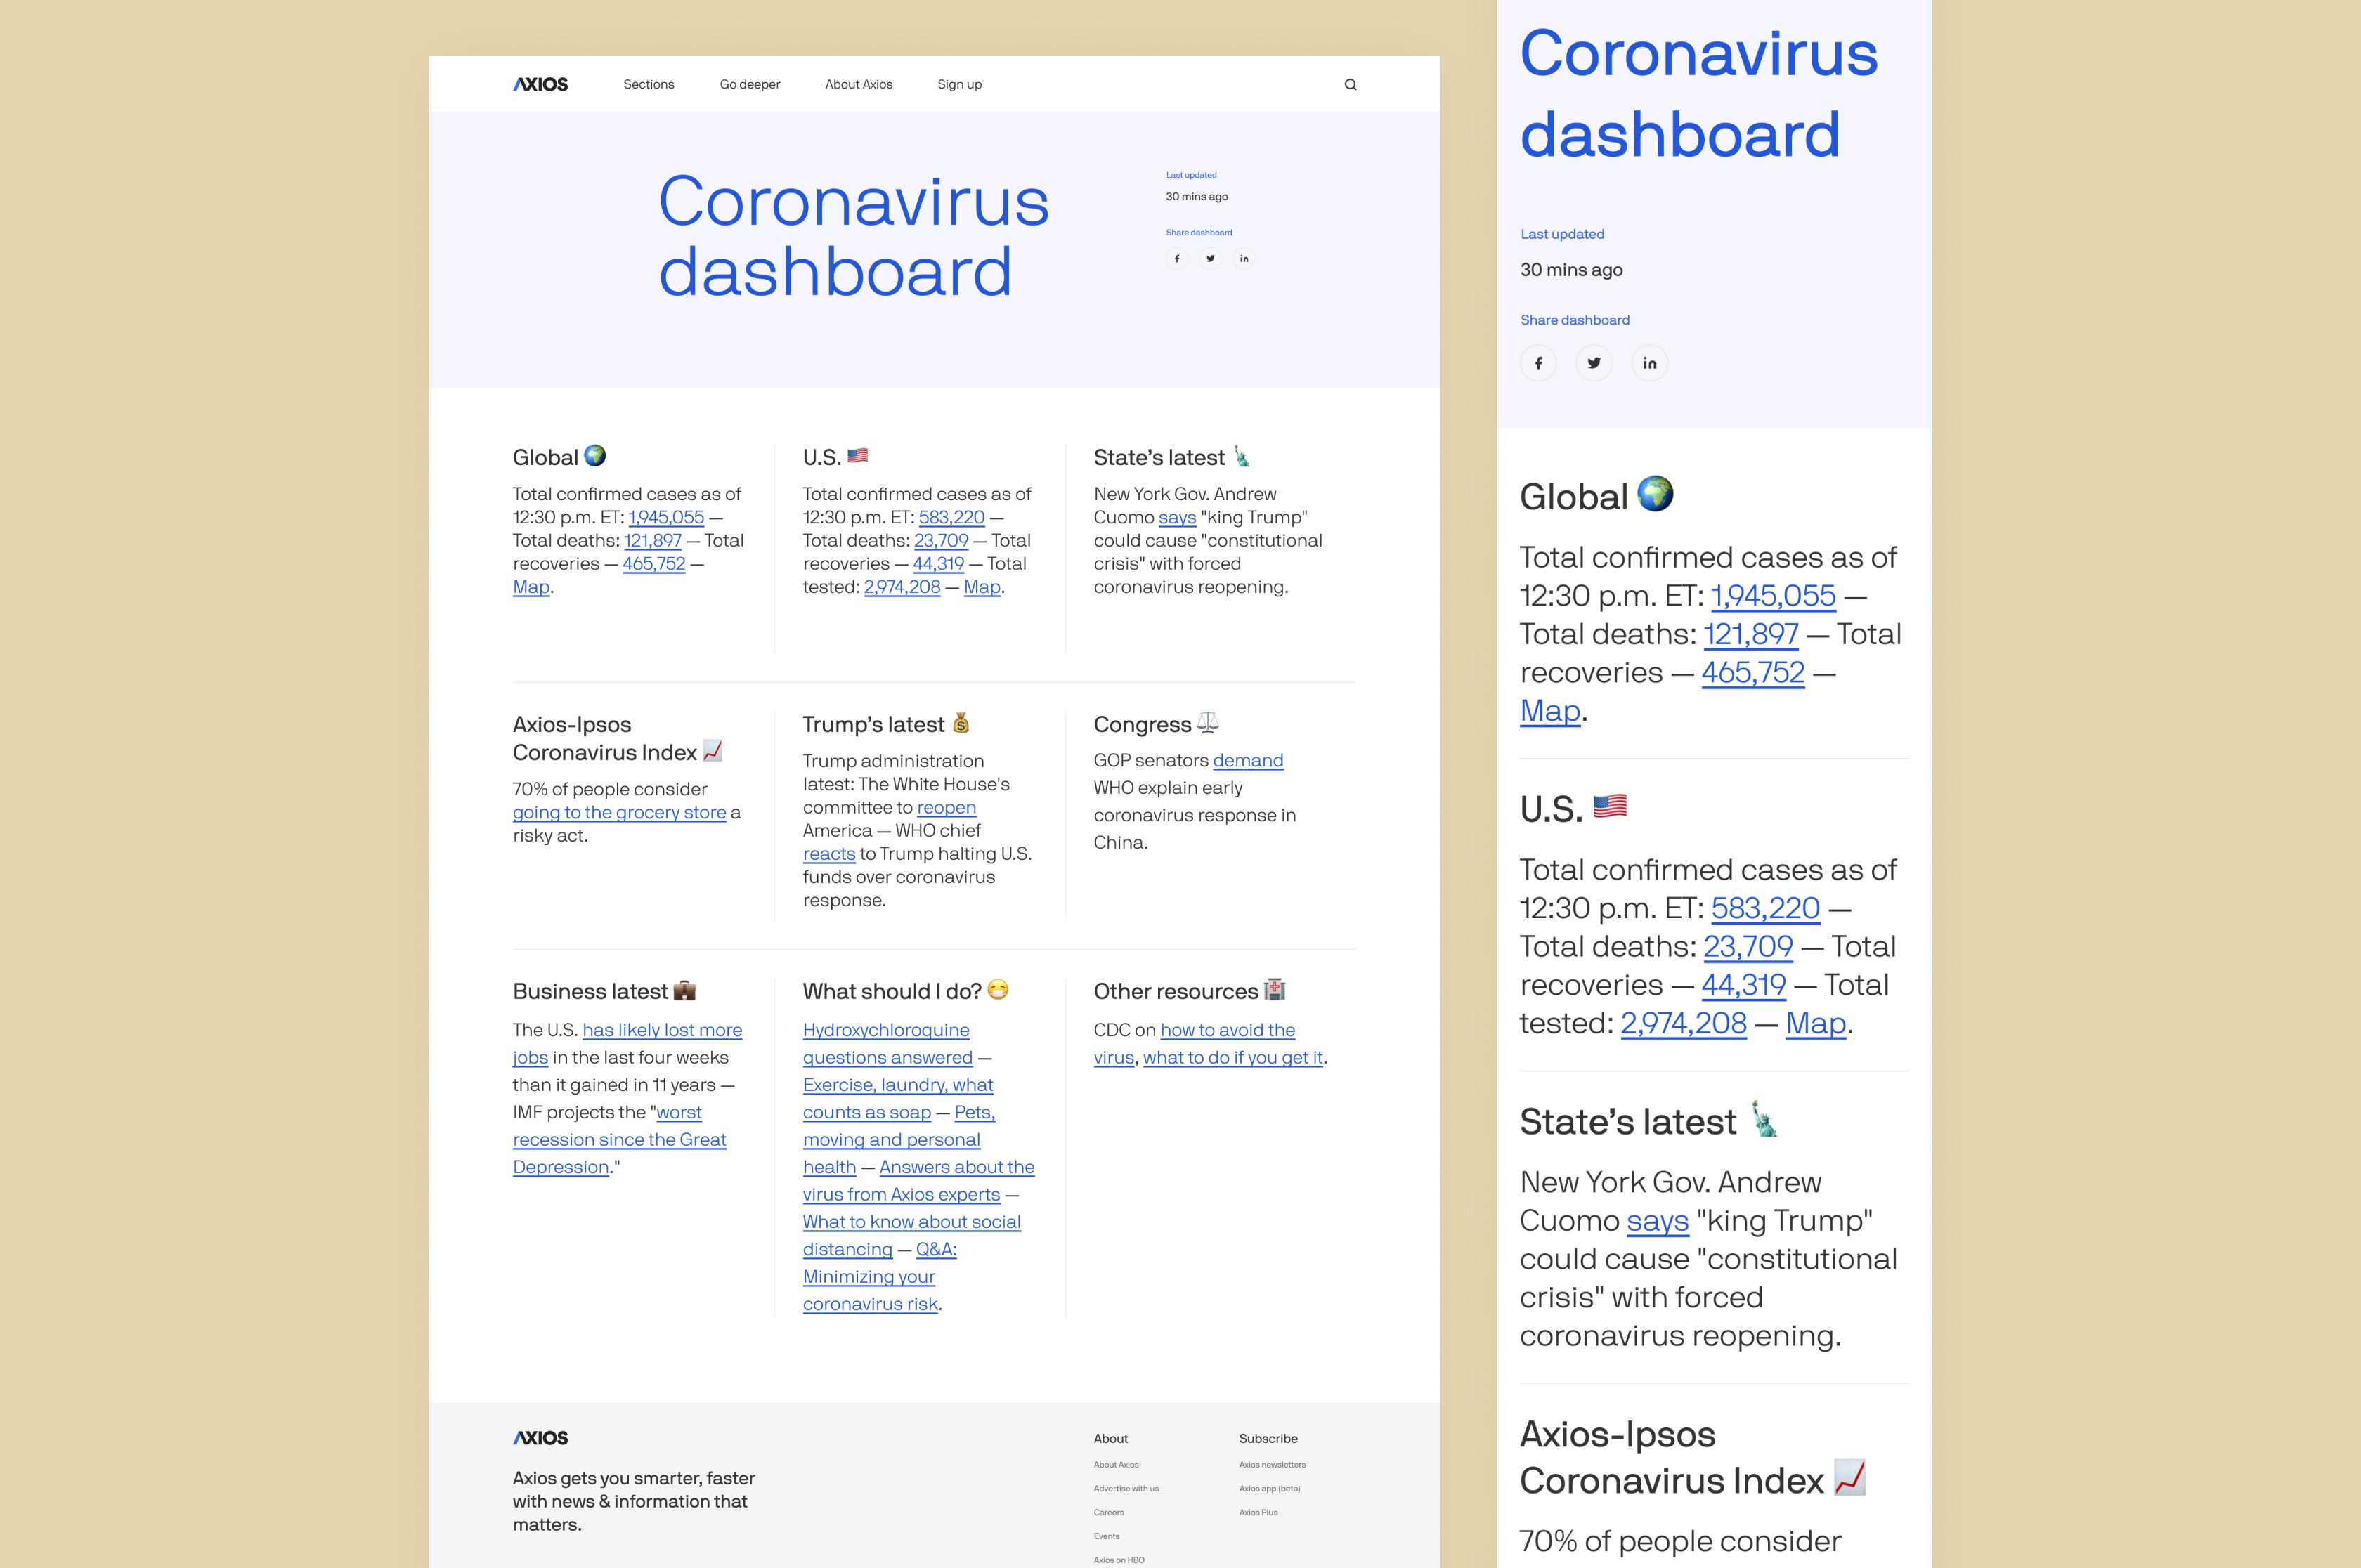 AXIOS
Sections
Go deeper
About Axios
Sign up
Coronavirus
dashboard
Last updated
30 mins ago
Share dashboard
Global
Total confirmed cases as of
12:30 p.m. ET: 1,945,055 —
Total deaths: 121,897 — Total
recoveries — 465,752 —
Map.
U.S.
Total confirmed cases as of
12:30 p.m. ET: 583,220 —
Total deaths: 23,709 — Total
recoveries — 44,319 — Total
tested: 2,974,208 — Map.
State’s latest
New York Gov. Andrew
Cuomo says "king Trump"
could cause "constitutional
crisis" with forced
coronavirus reopening.
Axios-Ipsos
Coronavirus Index
70% of people consider
going to the grocery store a
risky act.
Trump’s latest
Trump administration
latest: The White House's
committee to reopen
America — WHO chief
reacts to Trump halting U.S.
funds over coronavirus
response.
Congress
GOP senators demand
WHO explain early
coronavirus response in
China.
Business latest
The U.S. has likely lost more
jobs in the last four weeks
than it gained in 11 years —
IMF projects the "worst
recession since the Great
Depression."
What should I do?
Hydroxychloroquine
questions answered —
Exercise, laundry, what
counts as soap — Pets,
moving and personal
health — Answers about the
virus from Axios experts —
What to know about social
distancing — Q&A:
Minimizing your
coronavirus risk.
Other resources
CDC on how to avoid the
virus, what to do if you get it.
AXIOS
Axios gets you smarter, faster
with news & information that
matters.
About
About Axios
Advertise with us
Careers
Events
Axios on HBO
Subscribe
Axios newsletters
Axios app (beta)
Axios Plus
Coronavirus
dashboard
Last updated
30 mins ago
Share dashboard
Global
Total confirmed cases as of
12:30 p.m. ET: 1,945,055 —
Total deaths: 121,897 — Total
recoveries — 465,752 —
Map.
U.S.
Total confirmed cases as of
12:30 p.m. ET: 583,220 —
Total deaths: 23,709 — Total
recoveries — 44,319 — Total
tested: 2,974,208 — Map.
State’s latest
New York Gov. Andrew
Cuomo says "king Trump"
could cause "constitutional
crisis" with forced
coronavirus reopening.
Axios-Ipsos
Coronavirus Index
70% of people consider